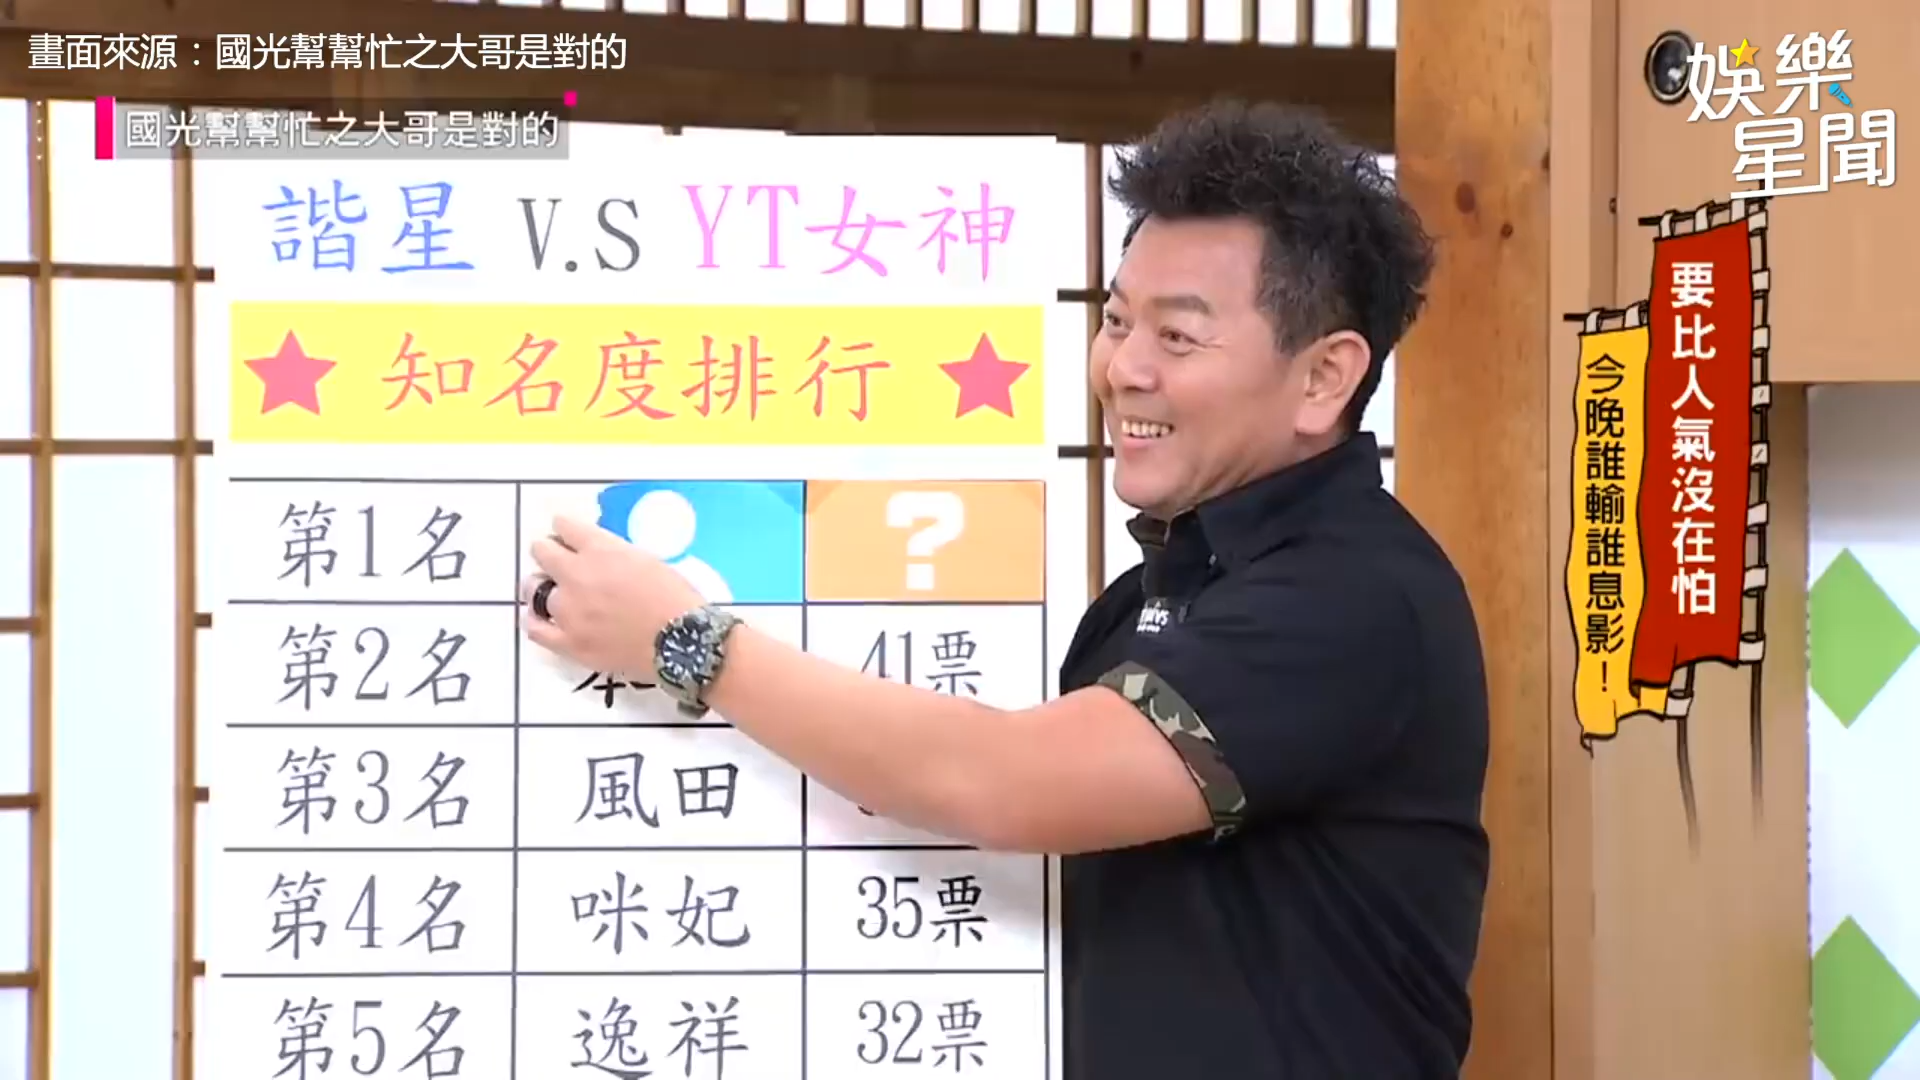 畫面來源：國光幫幫忙之大哥是對的
國光幫幫忙之大哥是對的
娛樂
星聞
諧星 V.S YT女神
★ 知名度排行 ★
第1名 ?
第2名 41票
第3名 風田
第4名 咪妃 35票
第5名 逸祥 32票
要比人氣沒在怕
今晚誰輸誰息影！